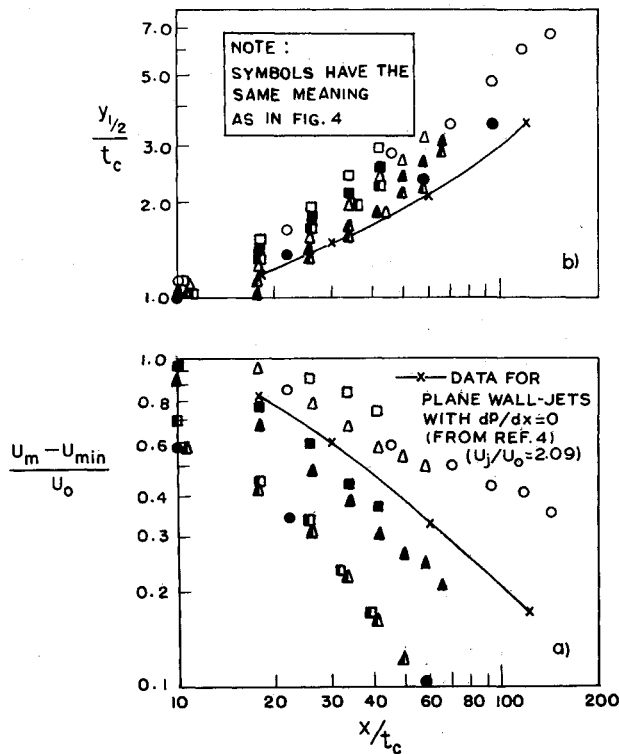 7.0
5.0
3.0
2.0
1.0
y1/2
tc
NOTE :
SYMBOLS HAVE THE
SAME MEANING
AS IN FIG. 4
b)
1.0
0.8
0.6
0.4
0.3
0.2
0.1
Um − Umin
Uo
DATA FOR
PLANE WALL-JETS
WITH dP/dx=0
(FROM REF. 4)
(Uj/Uo=2.09)
a)
10 20 40 60 80 100 200
X/tc